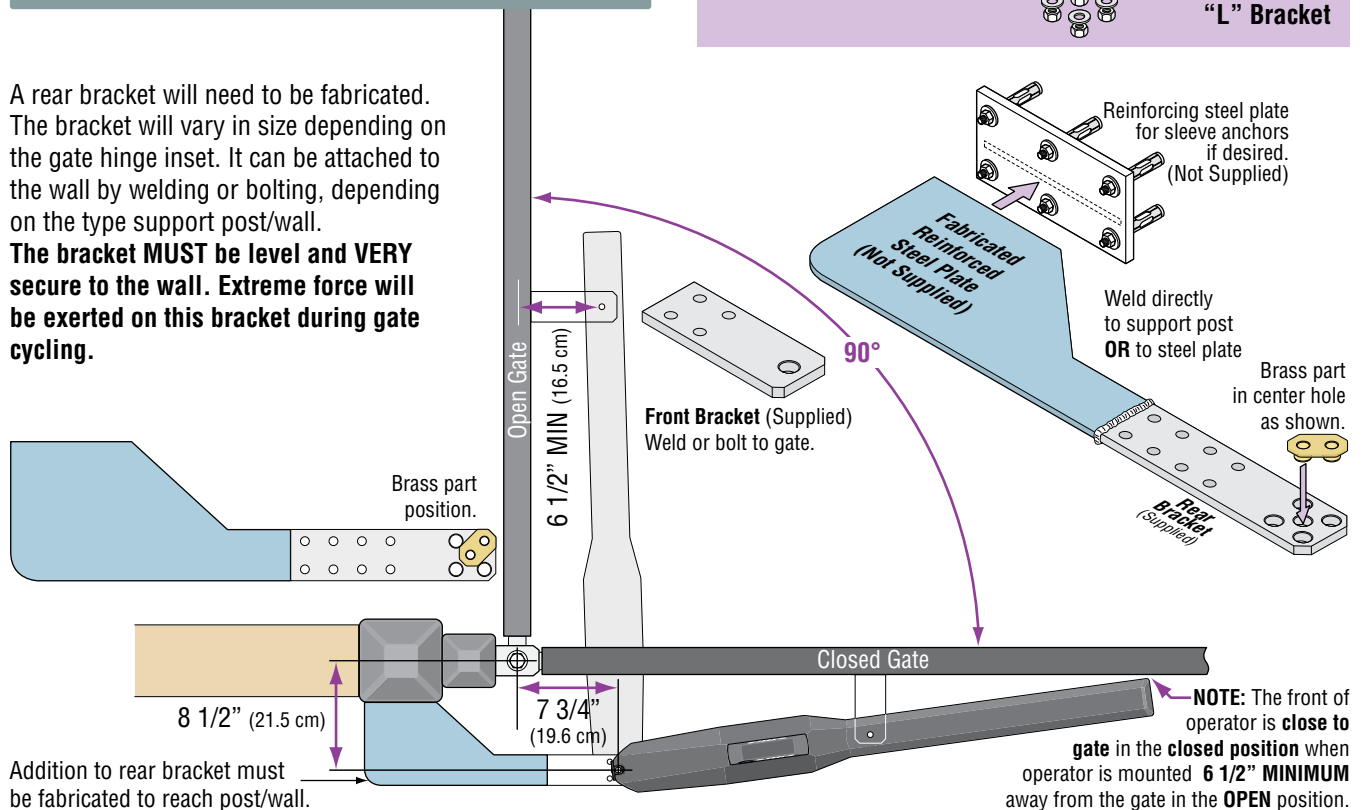 “L” Bracket
A rear bracket will need to be fabricated.
The bracket will vary in size depending on
the gate hinge inset. It can be attached to
the wall by welding or bolting, depending
on the type support post/wall.
The bracket MUST be level and VERY
secure to the wall. Extreme force will
be exerted on this bracket during gate
cycling.
Reinforcing steel plate
for sleeve anchors
if desired.
(Not Supplied)
Fabricated
Reinforced
Steel Plate
(Not Supplied)
Weld directly
to support post
OR to steel plate
Brass part
in center hole
as shown.
Rear
Bracket
(Supplied)
Open Gate
6 1/2” MIN (16.5 cm)
90°
Front Bracket (Supplied)
Weld or bolt to gate.
Brass part
position.
Closed Gate
8 1/2” (21.5 cm)
7 3/4”
(19.6 cm)
Addition to rear bracket must
be fabricated to reach post/wall.
NOTE: The front of
operator is close to
gate in the closed position when
operator is mounted 6 1/2” MINIMUM
away from the gate in the OPEN position.